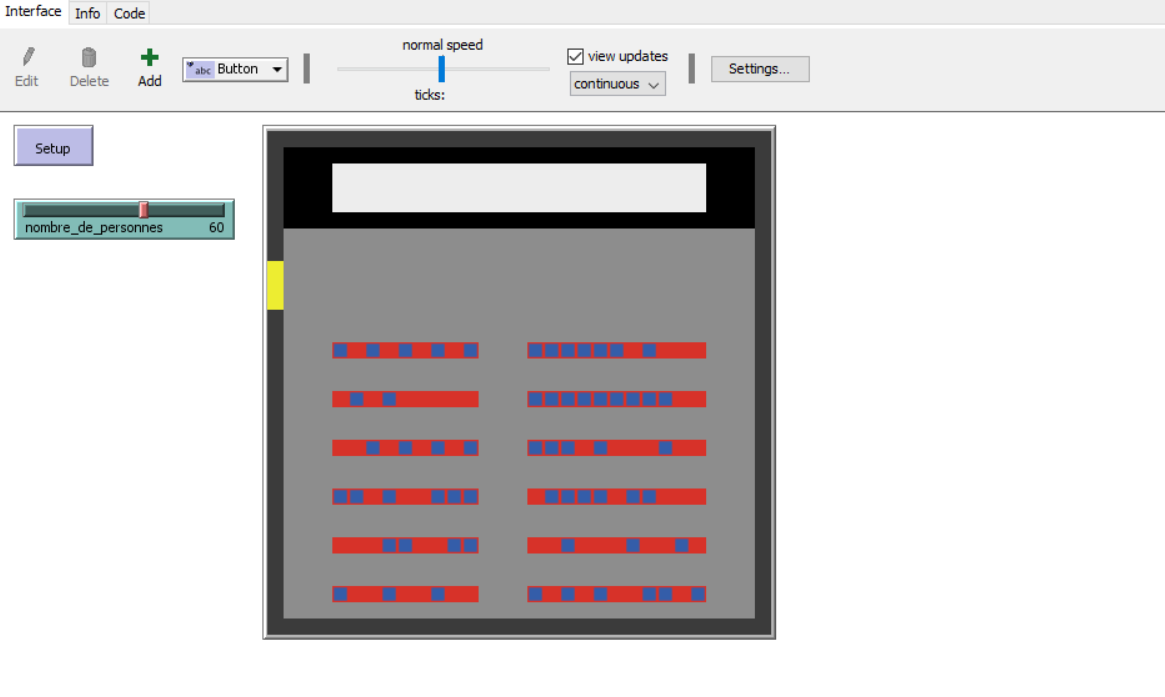 Interface Info Code
normal speed
view updates
Edit Delete Add abc Button Settings...
continuous
ticks:
Setup
nombre_de_personnes 60